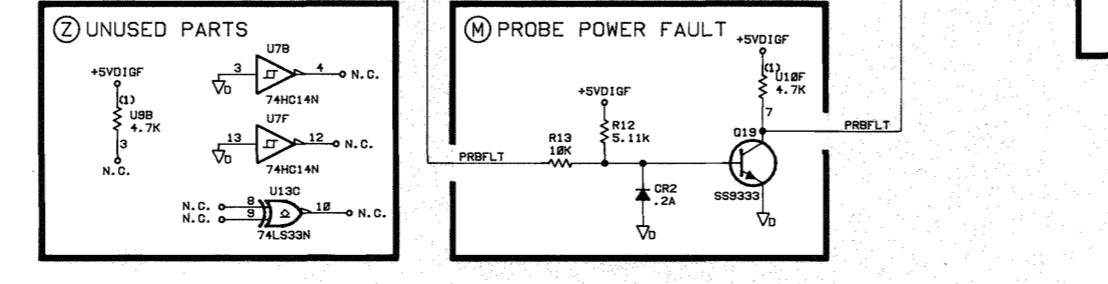 Z UNUSED PARTS
+5VDIGF
(1)
U9B
4.7K
3
N.C.
U7B
3 4 N.C.
D
74HC14N
U7F
13 12 N.C.
D
74HC14N
U13C
N.C. 8
N.C. 9
10 N.C.
74LS33N
M PROBE POWER FAULT
+5VDIGF
(1)
U10F
4.7K
7
+5VDIGF
R12
5.11k
R13
10K
PRBFLT
Q19
PRBFLT
CR2
.2A
SS9333
D
D